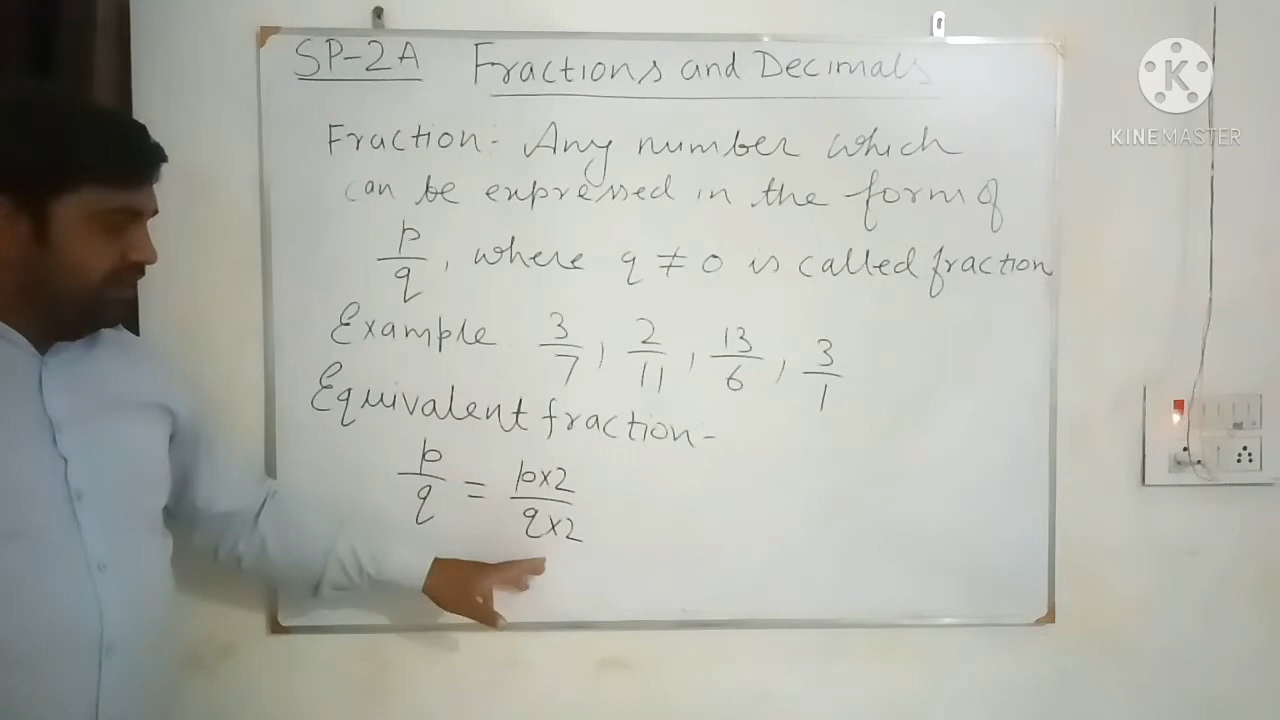 SP-2A Fractions and Decimals
Fraction:- Any number which
can be expressed in the form of
p/q, where q ≠ 0 is called fraction
Example 3/7, 2/11, 13/6, 3/1
Equivalent fraction-
p/q = p×2/q×2
K
KINEMASTER